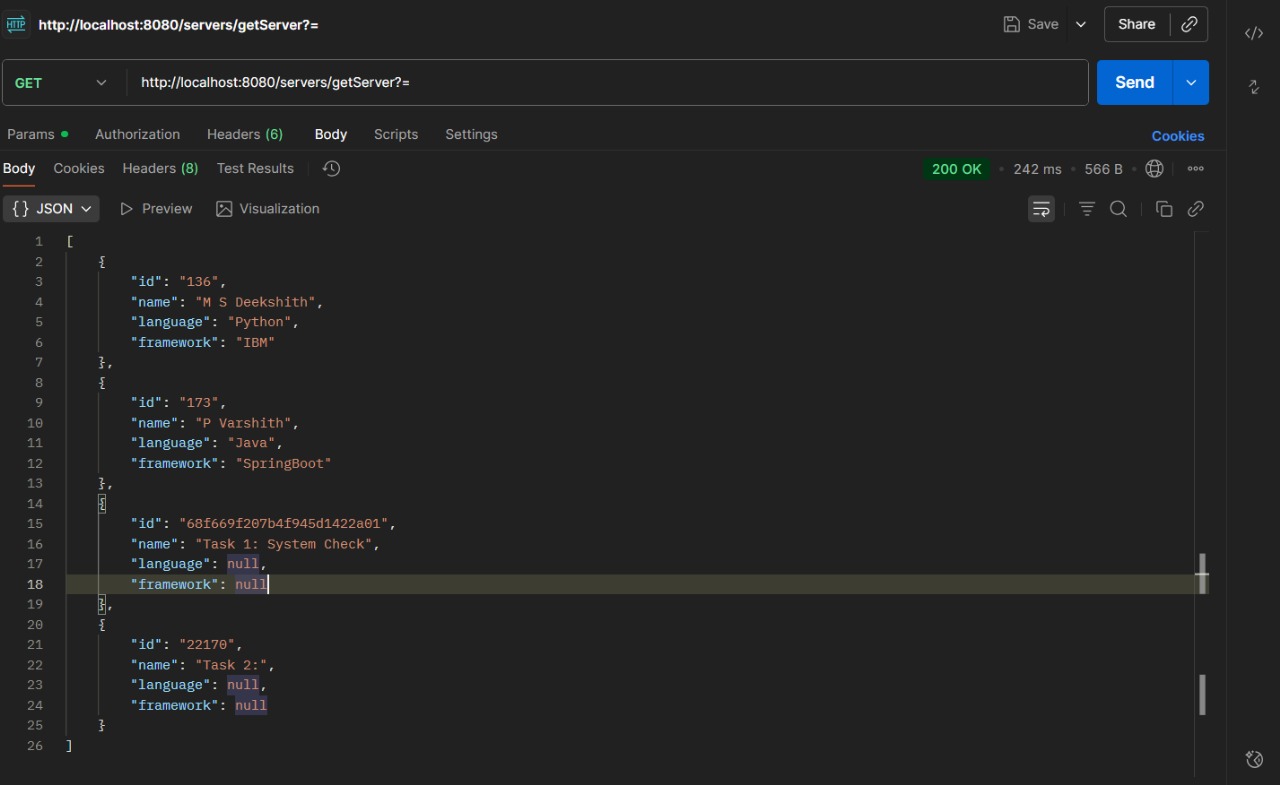 HTTP http://localhost:8080/servers/getServer?= Save Share
GET http://localhost:8080/servers/getServer?= Send
Params Authorization Headers (6) Body Scripts Settings Cookies
Body Cookies Headers (8) Test Results 200 OK 242 ms 566 B
{} JSON Preview Visualization
1 [
2 {
3 "id": "136",
4 "name": "M S Deekshith",
5 "language": "Python",
6 "framework": "IBM"
7 },
8 {
9 "id": "173",
10 "name": "P Varshith",
11 "language": "Java",
12 "framework": "SpringBoot"
13 },
14 {
15 "id": "68f669f207b4f945d1422a01",
16 "name": "Task 1: System Check",
17 "language": null,
18 "framework": null
19 },
20 {
21 "id": "22170",
22 "name": "Task 2:",
23 "language": null,
24 "framework": null
25 }
26 ]